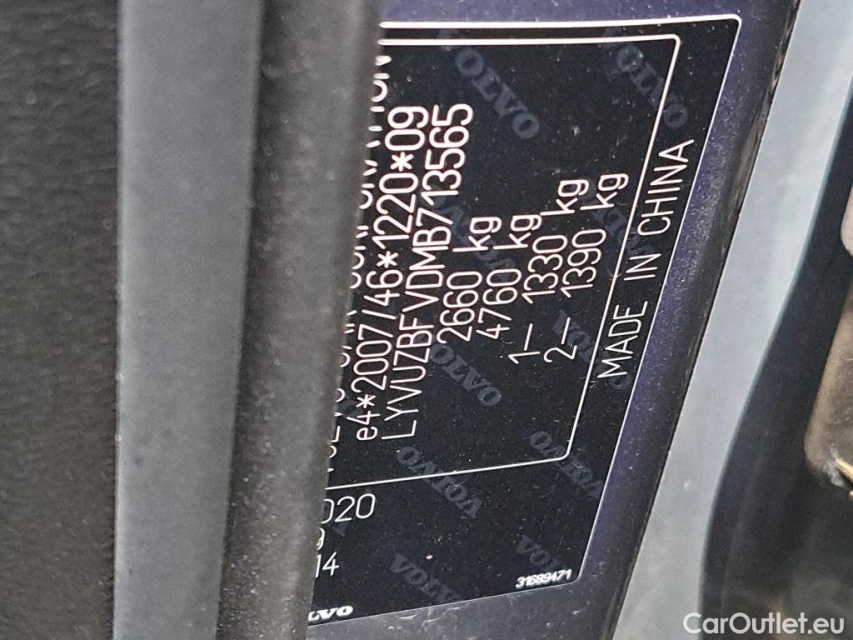 e4*2007/46*1220*09
LYVUZBFVDMB713565
2660 kg
4760 kg
1– 1330 kg
2– 1390 kg
MADE IN CHINA
020
14
VOLVO
31689471
CarOutlet.eu